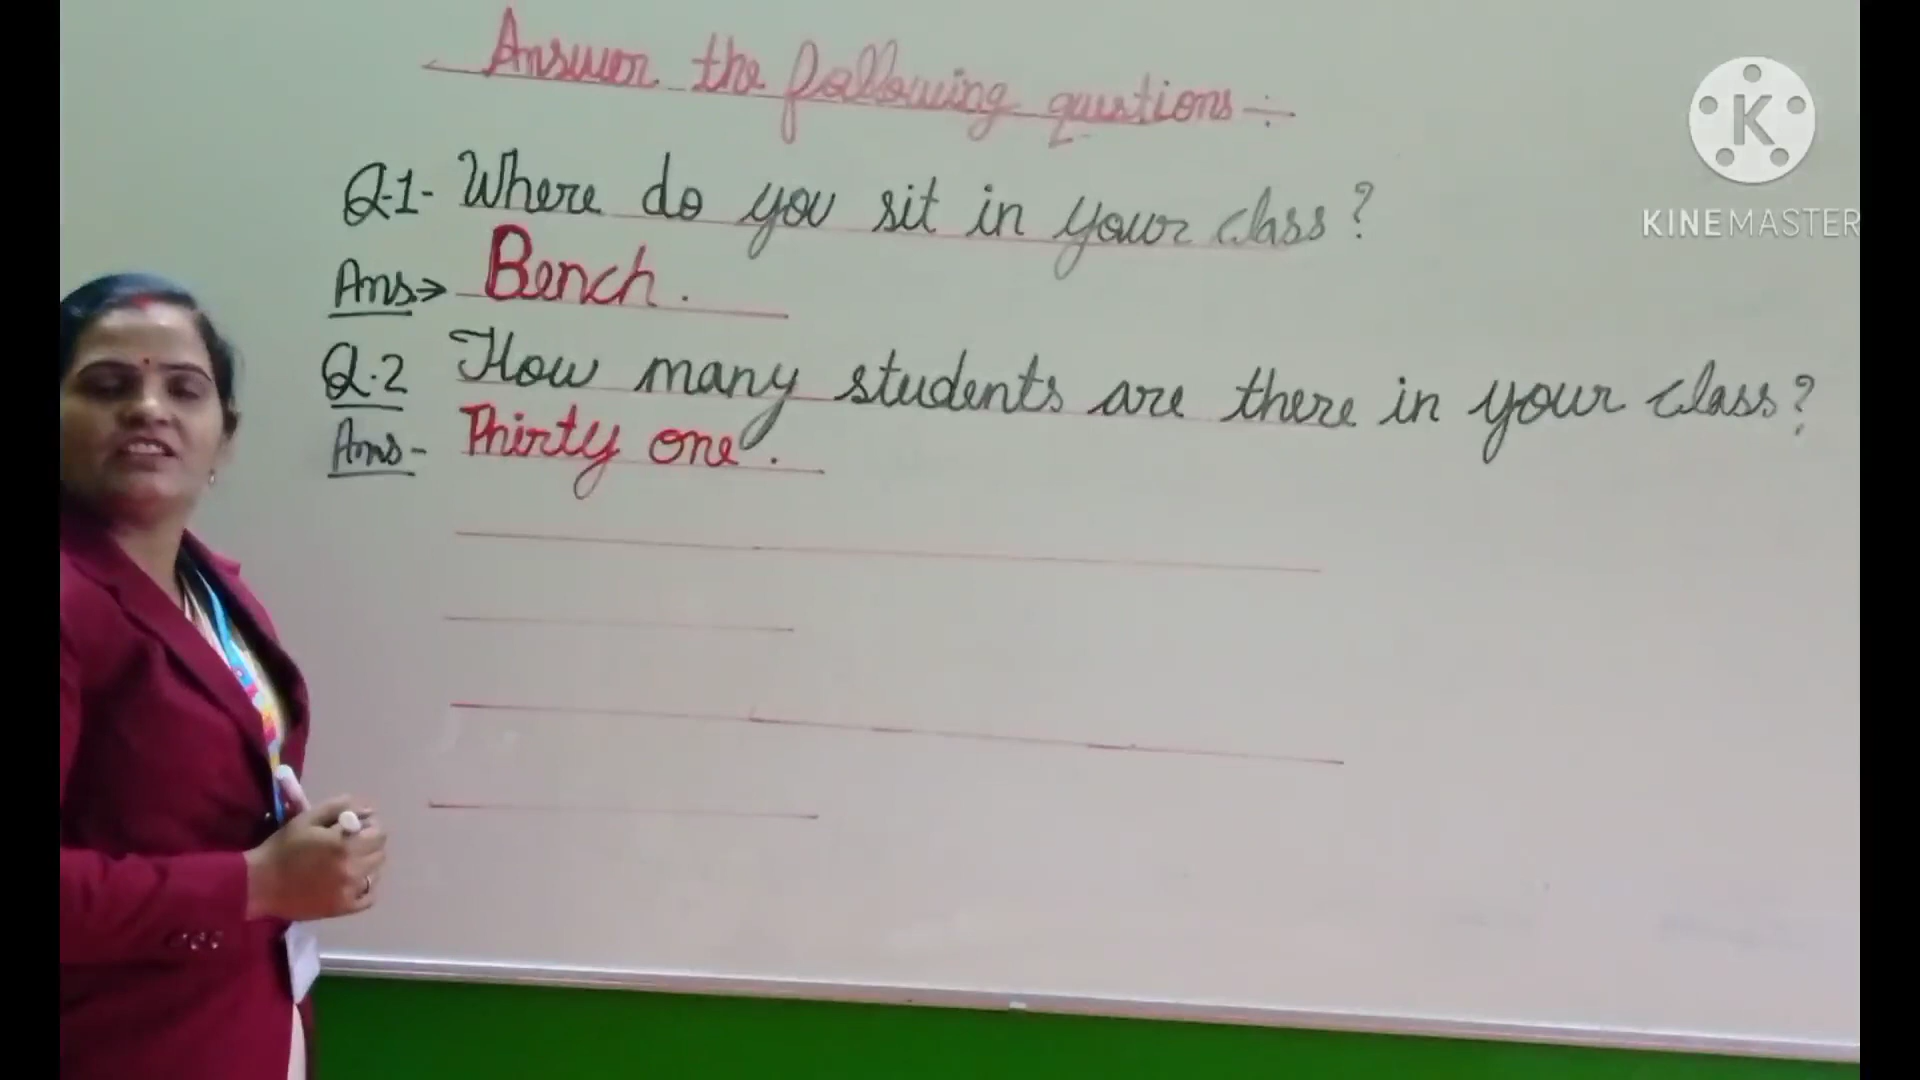 Answer the following questions ÷
Q.1- Where do you sit in your class?
Ans→ Bench.
Q.2 How many students are there in your class?
Ans- Thirty one.
K
KINEMASTER